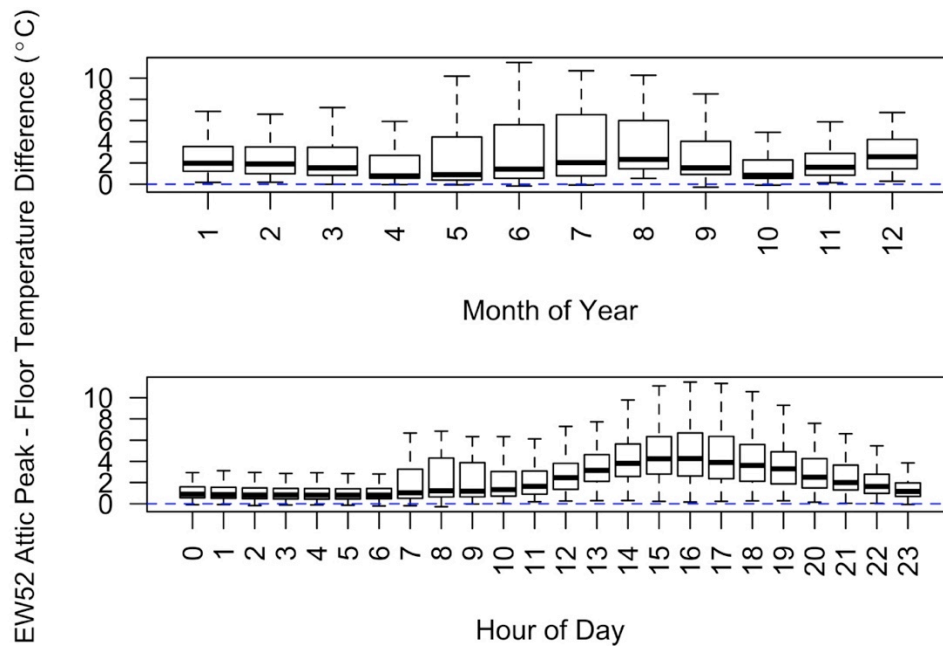 EW52 Attic Peak - Floor Temperature Difference (°C)
10
6
4
2
0
1 2 3 4 5 6 7 8 9 10 11 12
Month of Year
10
6
4
2
0
0 1 2 3 4 5 6 7 8 9 10 11 12 13 14 15 16 17 18 19 20 21 22 23
Hour of Day